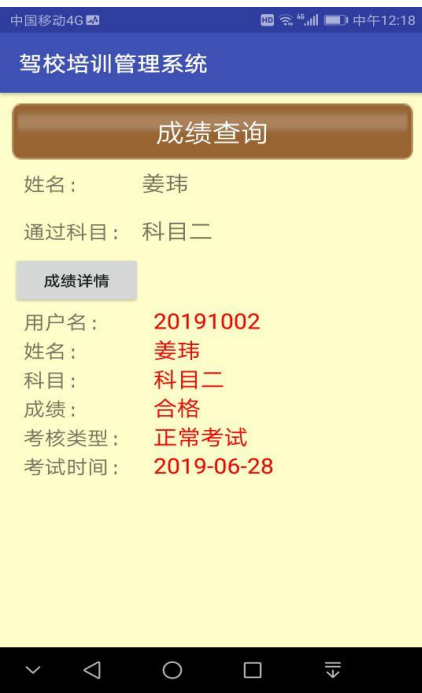 中国移动4G HD 46 中午12:18
驾校培训管理系统
成绩查询
姓名： 姜玮
通过科目： 科目二
成绩详情
用户名： 20191002
姓名： 姜玮
科目： 科目二
成绩： 合格
考核类型： 正常考试
考试时间： 2019-06-28